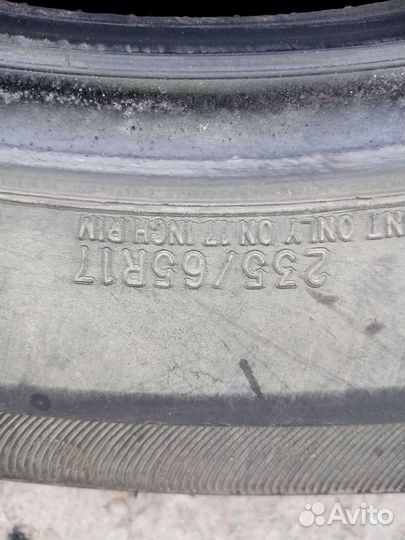 235/65R17
NT ONLY ON 17 INCH RIM
Avito